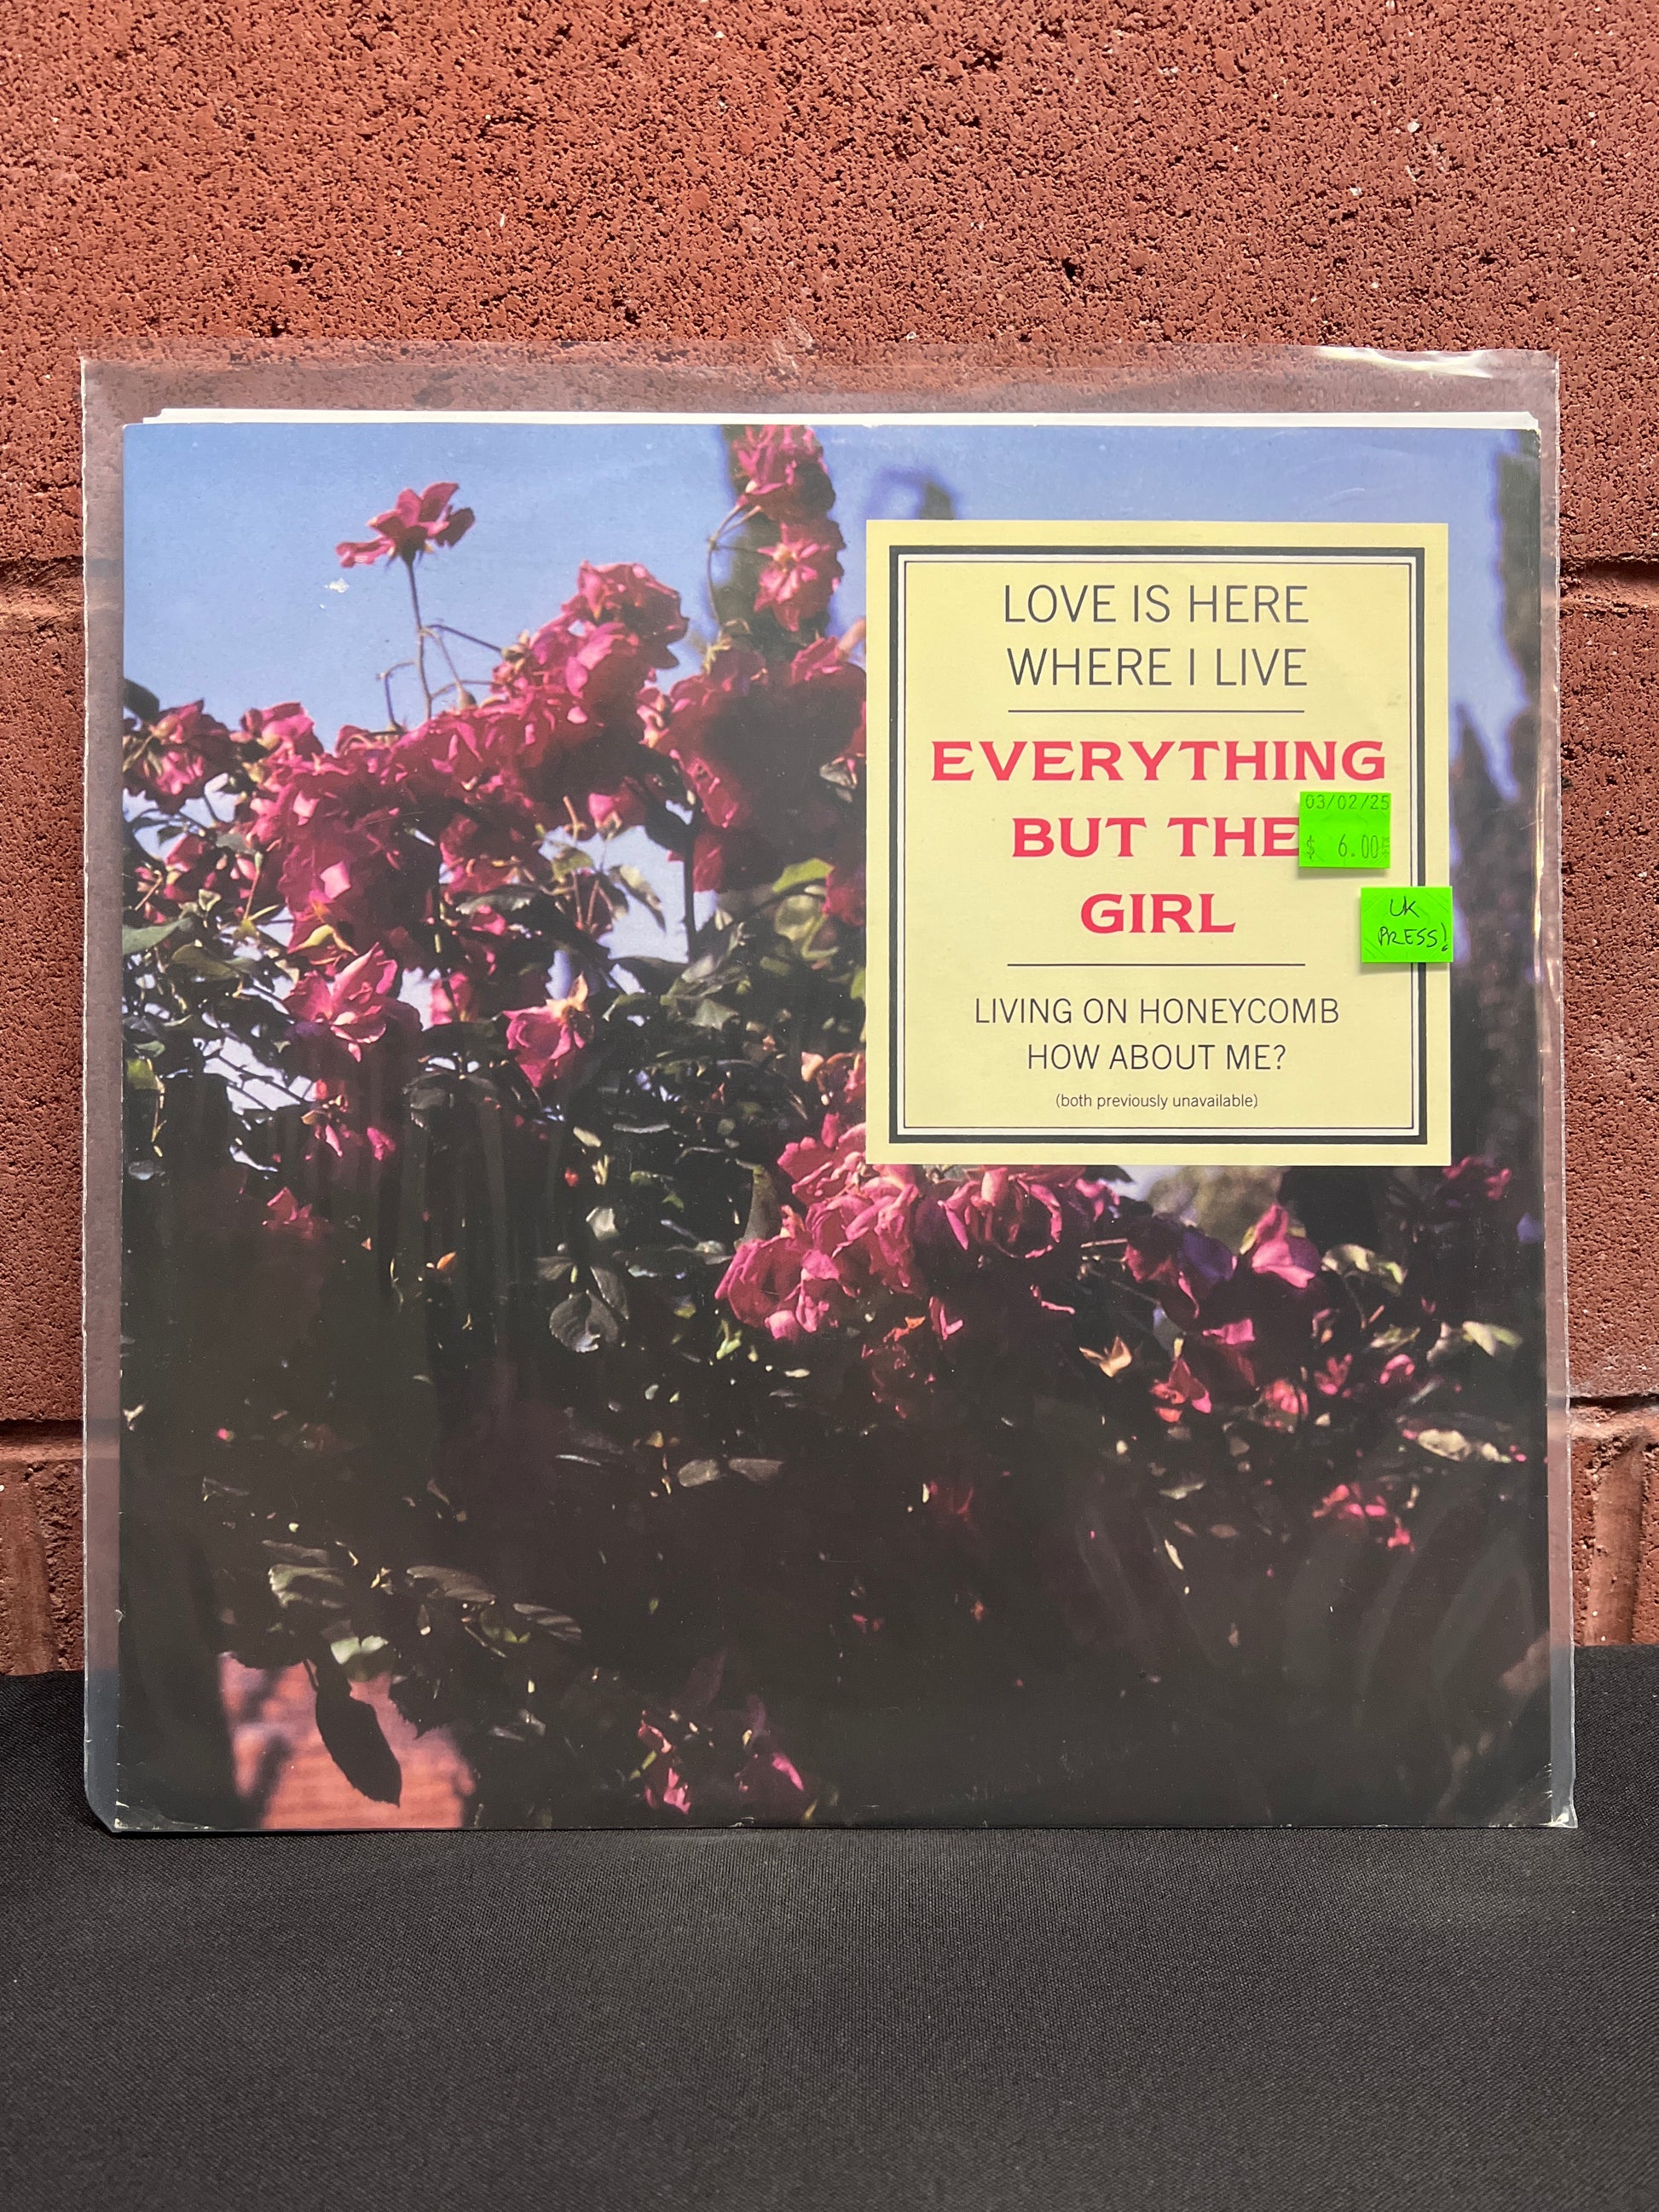 LOVE IS HERE
WHERE I LIVE
EVERYTHING
BUT THE
GIRL
03/02/25
$ 6.00
UK
PRESS!
LIVING ON HONEYCOMB
HOW ABOUT ME?
(both previously unavailable)